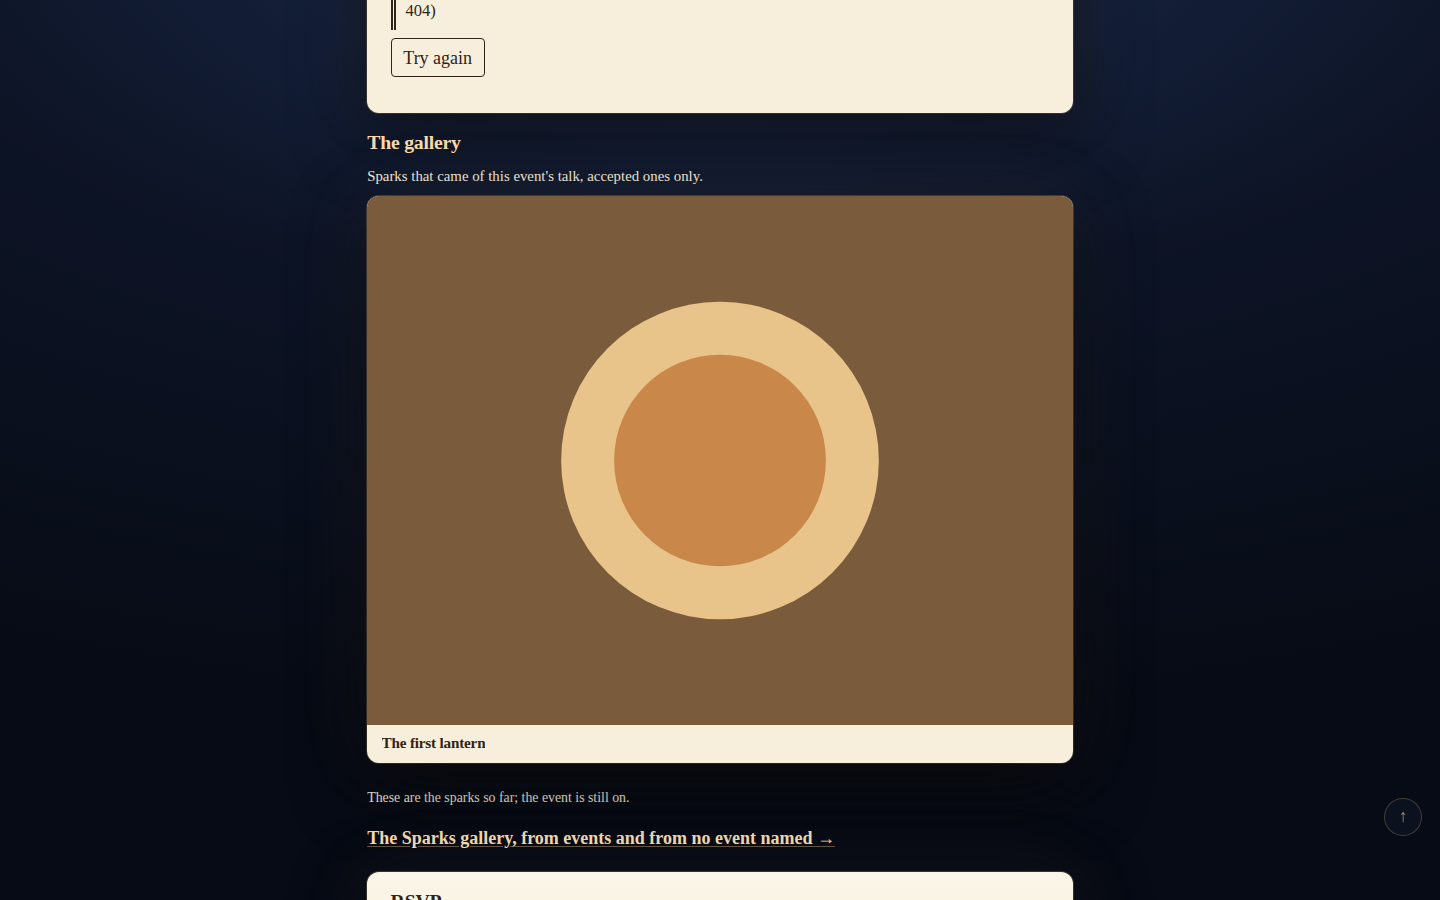 404)
Try again
The gallery
Sparks that came of this event's talk, accepted ones only.
The first lantern
These are the sparks so far; the event is still on.
↑
The Sparks gallery, from events and from no event named →
RSVP